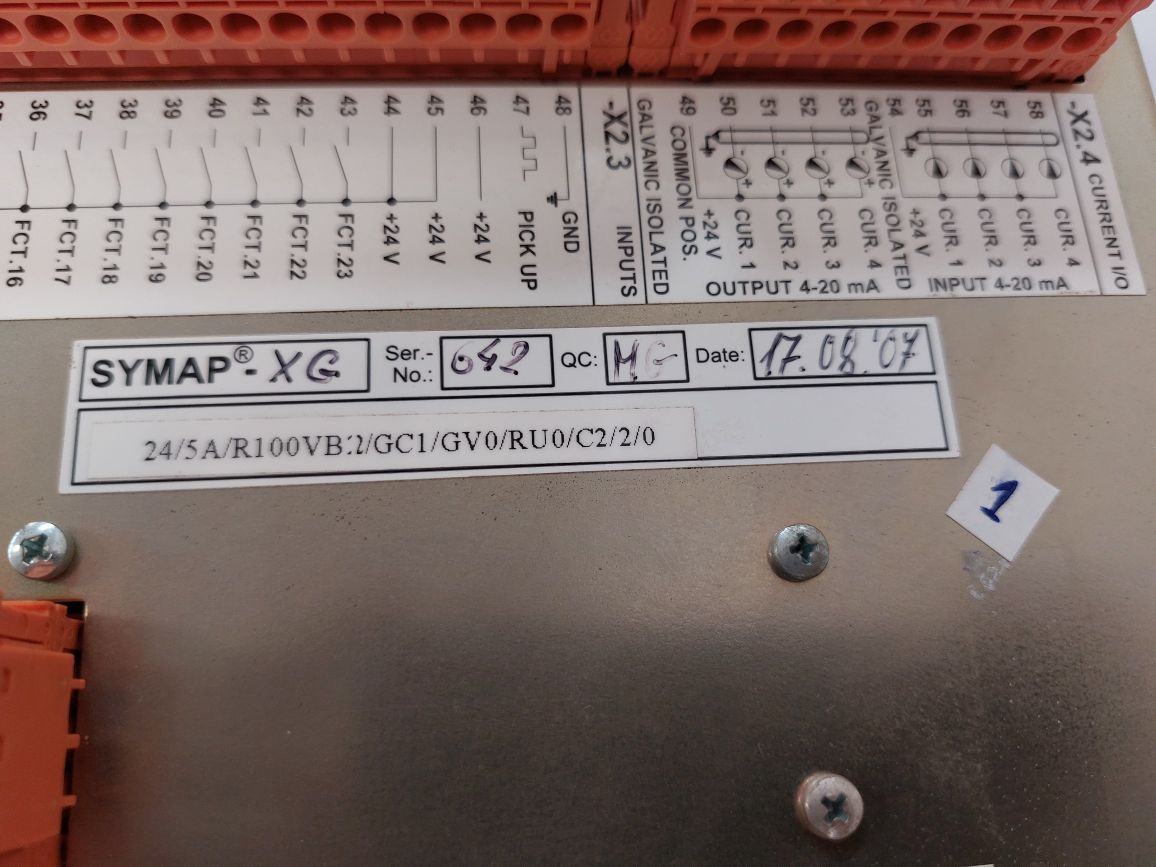 36 37 38 39 40 41 42 43 44 45 46 47 48
FCT.16
FCT.17
FCT.18
FCT.19
FCT.20
FCT.21
FCT.22
FCT.23
+24 V
+24 V
+24 V
PICK UP
GND
-X2.3 INPUTS
GALVANIC ISOLATED
49 50 51 52 53 54 55 56 57 58
COMMON POS.
+24 V
CUR. 1
CUR. 2
CUR. 3
CUR. 4
OUTPUT 4-20 mA
GALVANIC ISOLATED
+24 V
CUR. 1
CUR. 2
CUR. 3
CUR. 4
INPUT 4-20 mA
-X2.4 CURRENT I/O
SYMAP®-XG Ser.-No.: 642 QC: MG Date: 17.08.'07
24/5A/R100VB2/GC1/GV0/RU0/C2/2/0
1